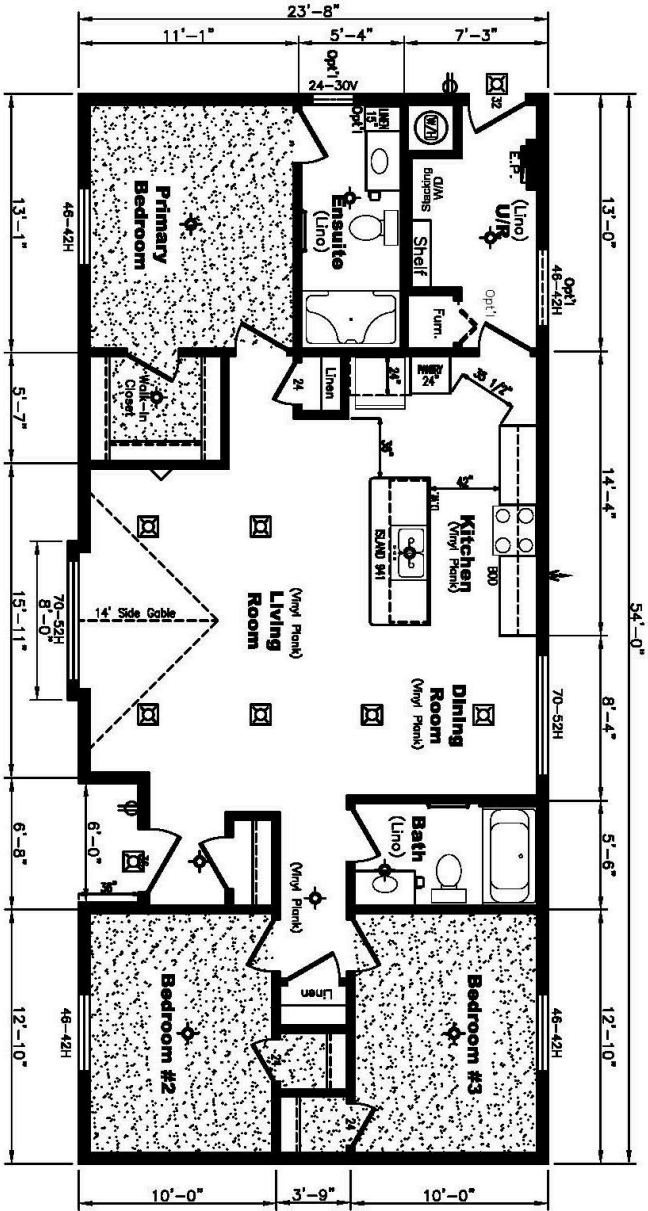 23'-8"
11'-1"
5'-4"
7'-3"
Opt'l
24-30V
32
13'-1"
5'-7"
15'-11"
6'-8"
12'-10"
46-42H
Primary
Bedroom
Opt'l
LINEN
15
Ensuite
(Lino)
W/H
W/D
Stacking
Shelf
E.P.
U/R
(Lino)
Furn.
Opt'l
Opt'l
46-42H
13'-0"
14'-4"
8'-4"
5'-6"
12'-10"
54'-0"
Walk-In
Closet
24
Linen
24"
PANTRY
24"
35 1/2"
36"
42"
D.W.
ISLAND 941
Kitchen
(Vinyl Plank)
14' Side Gable
70-52H
8'-0"
Living
Room
(Vinyl Plank)
Dining
Room
(Vinyl Plank)
70-52H
6'-0"
36
36"
(Vinyl Plank)
Bath
(Lino)
Linen
Bedroom #2
24
24
Bedroom #3
46-42H
46-42H
10'-0"
3'-9"
10'-0"